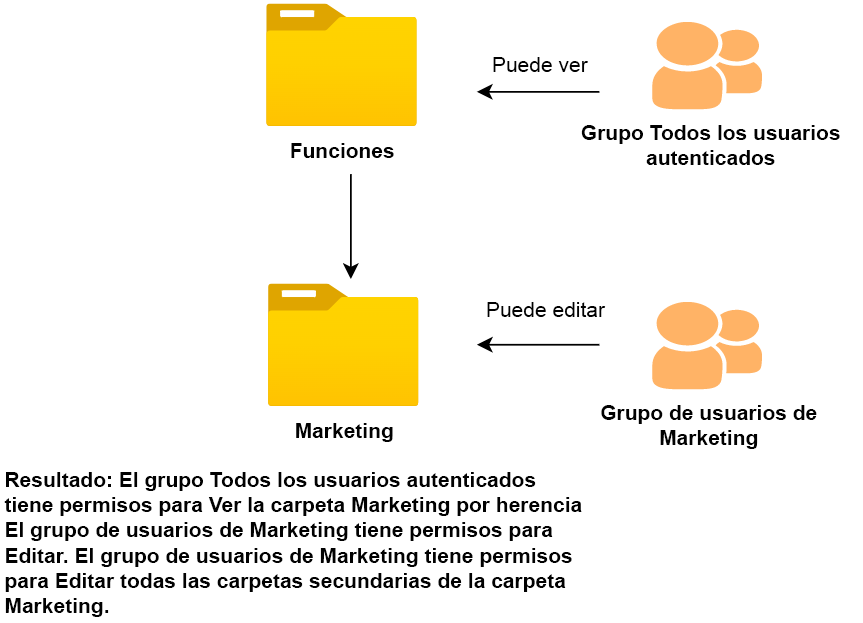 Puede ver
Grupo Todos los usuarios
autenticados
Funciones
Puede editar
Grupo de usuarios de
Marketing
Marketing
Resultado: El grupo Todos los usuarios autenticados
tiene permisos para Ver la carpeta Marketing por herencia
El grupo de usuarios de Marketing tiene permisos para
Editar. El grupo de usuarios de Marketing tiene permisos
para Editar todas las carpetas secundarias de la carpeta
Marketing.